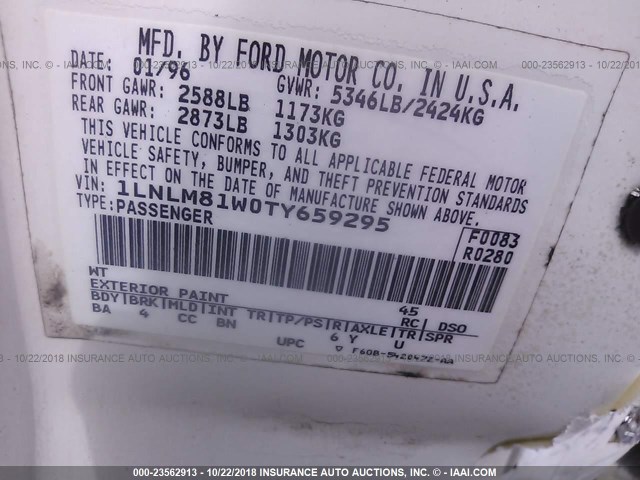 MFD. BY FORD MOTOR CO. IN U.S.A.
DATE: 01/96 GVWR: 5346LB/2424KG
FRONT GAWR: 2588LB 1173KG
REAR GAWR: 2873LB 1303KG
THIS VEHICLE CONFORMS TO ALL APPLICABLE FEDERAL MOTOR
VEHICLE SAFETY, BUMPER, AND THEFT PREVENTION STANDARDS
IN EFFECT ON THE DATE OF MANUFACTURE SHOWN ABOVE.
VIN: 1LNLM81W0TY659295
TYPE: PASSENGER
F0083
R0280
WT
EXTERIOR PAINT 45 RC DSO
BDY BRK MLD INT TR TP/PS R AXLE TR SPR
BA 4 CC BN UPC 6 Y U
00-23562913 - 10/22/2018 INSURANCE AUTO AUCTIONS, INC. - © - IAAI.COM